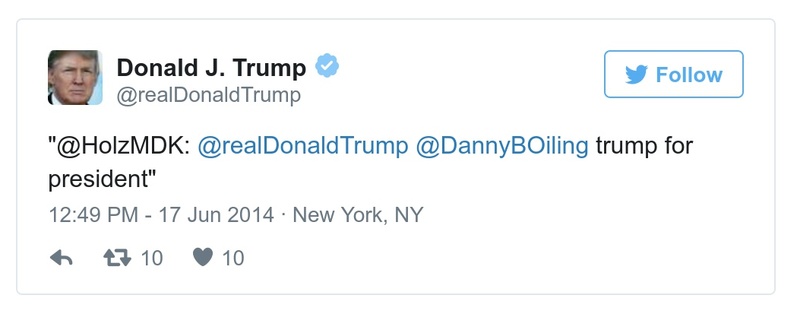 Donald J. Trump
@realDonaldTrump
Follow
"@HolzMDK: @realDonaldTrump @DannyBOiling trump for
president"
12:49 PM - 17 Jun 2014 · New York, NY
10 10